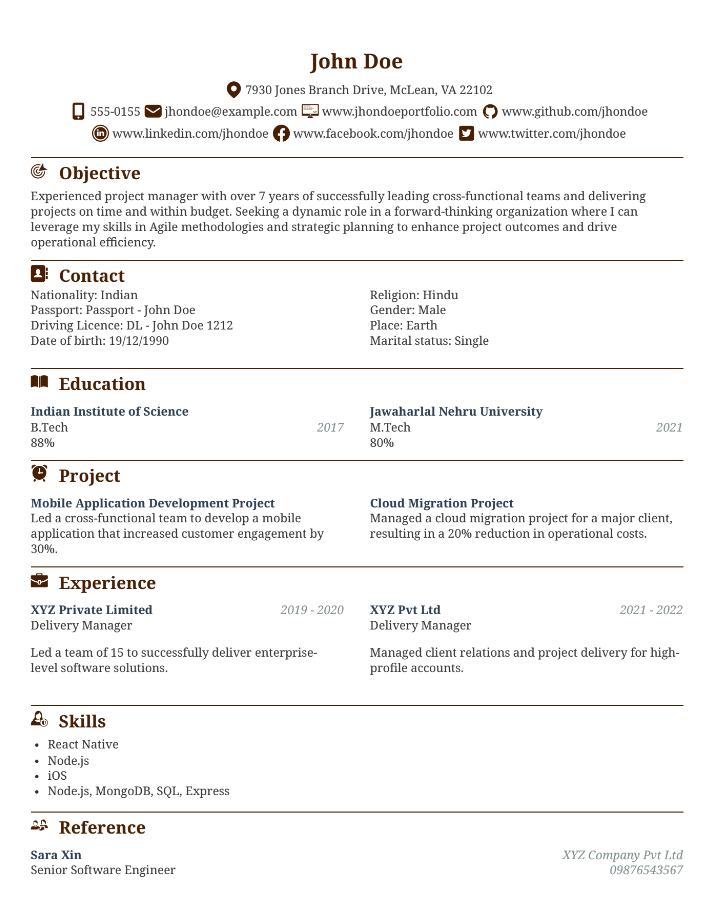 John Doe
7930 Jones Branch Drive, McLean, VA 22102
555-0155 jhondoe@example.com www.jhondoeportfolio.com www.github.com/jhondoe
www.linkedin.com/jhondoe www.facebook.com/jhondoe www.twitter.com/jhondoe
Objective
Experienced project manager with over 7 years of successfully leading cross-functional teams and delivering
projects on time and within budget. Seeking a dynamic role in a forward-thinking organization where I can
leverage my skills in Agile methodologies and strategic planning to enhance project outcomes and drive
operational efficiency.
Contact
Nationality: Indian
Passport: Passport - John Doe
Driving Licence: DL - John Doe 1212
Date of birth: 19/12/1990
Religion: Hindu
Gender: Male
Place: Earth
Marital status: Single
Education
Indian Institute of Science
B.Tech 2017
88%
Jawaharlal Nehru University
M.Tech 2021
80%
Project
Mobile Application Development Project
Led a cross-functional team to develop a mobile
application that increased customer engagement by
30%.
Cloud Migration Project
Managed a cloud migration project for a major client,
resulting in a 20% reduction in operational costs.
Experience
XYZ Private Limited 2019 - 2020
Delivery Manager
Led a team of 15 to successfully deliver enterprise-
level software solutions.
XYZ Pvt Ltd 2021 - 2022
Delivery Manager
Managed client relations and project delivery for high-
profile accounts.
Skills
• React Native
• Node.js
• iOS
• Node.js, MongoDB, SQL, Express
Reference
Sara Xin XYZ Company Pvt Ltd
Senior Software Engineer 09876543567